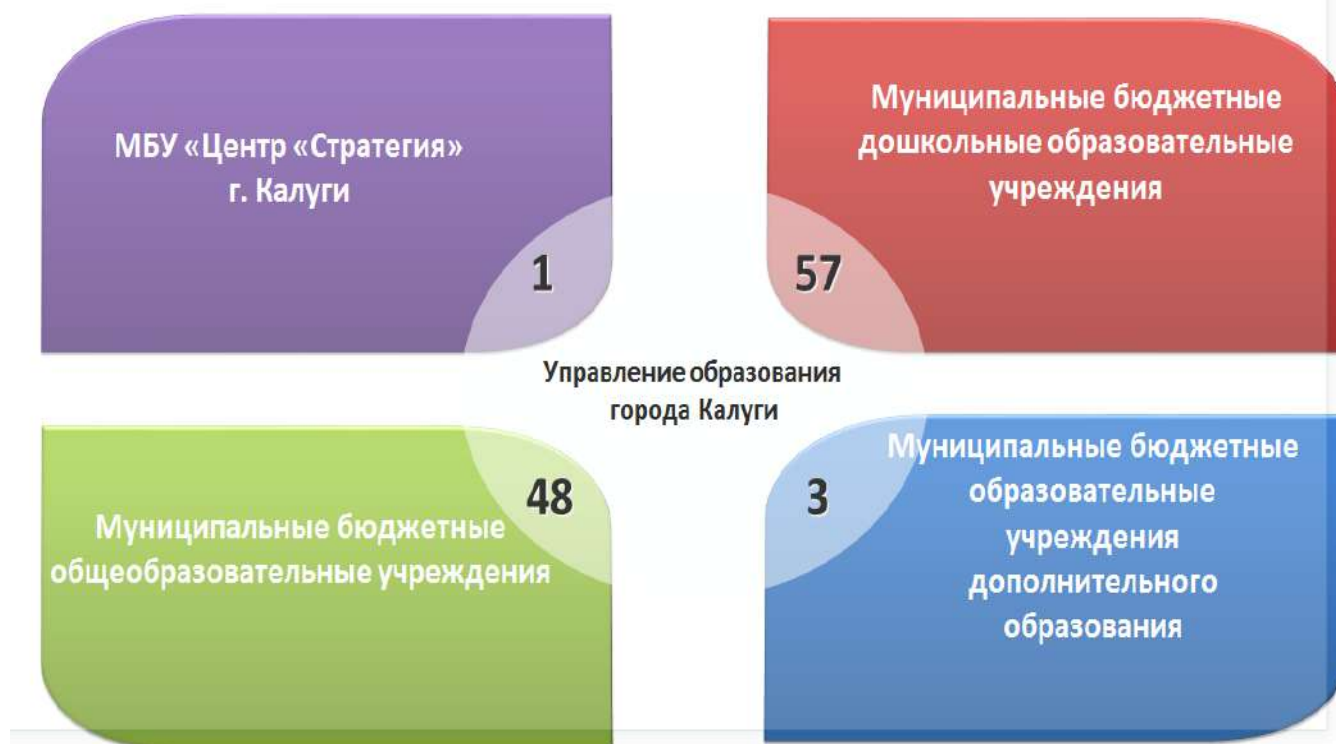 МБУ «Центр «Стратегия»
г. Калуги
1
Муниципальные бюджетные
дошкольные образовательные
учреждения
57
Управление образования
города Калуги
Муниципальные бюджетные
общеобразовательные учреждения
48
Муниципальные бюджетные
образовательные
учреждения
дополнительного
образования
3